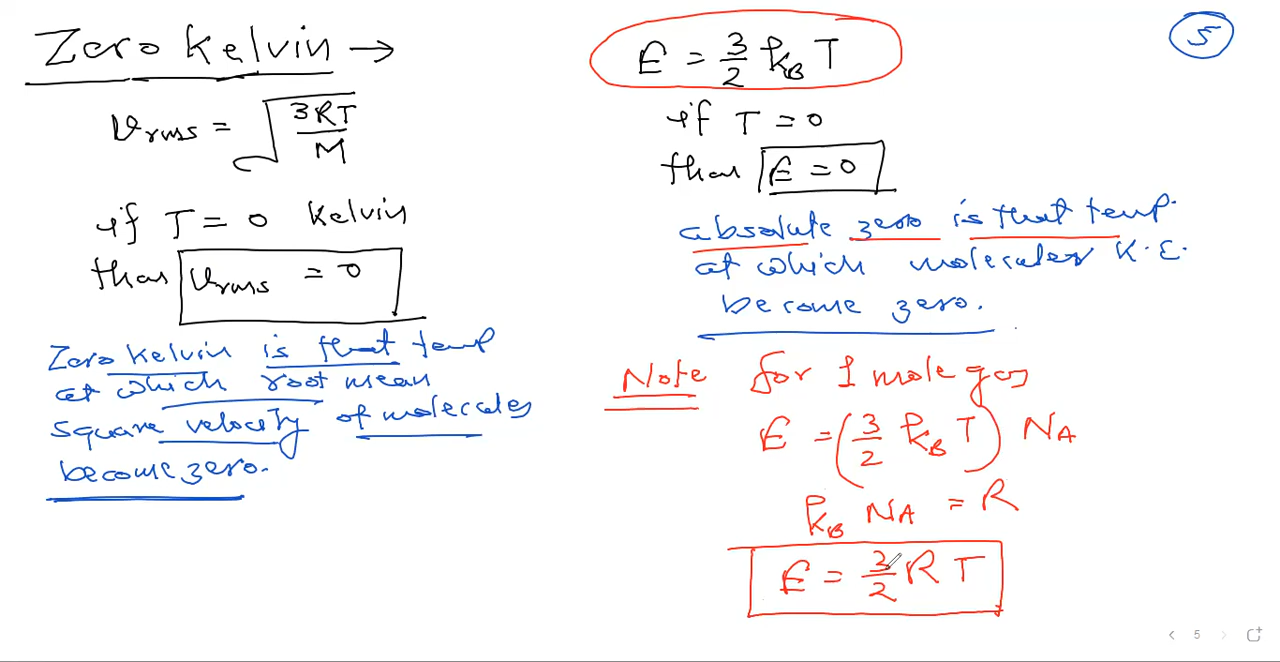 Zero Kelvin →
Vrms = √(3RT/M)
if T = 0 Kelvin
than Vrms = 0
Zero Kelvin is that temp
at which root mean
square velocity of molecules
become zero.
5
E = 3/2 kB T
if T = 0
than E = 0
absolute zero is that temp.
at which molecules K.E.
become zero.
Note for 1 mole gas
E = (3/2 kB T) NA
kB NA = R
E = 3/2 R T
< 5 >